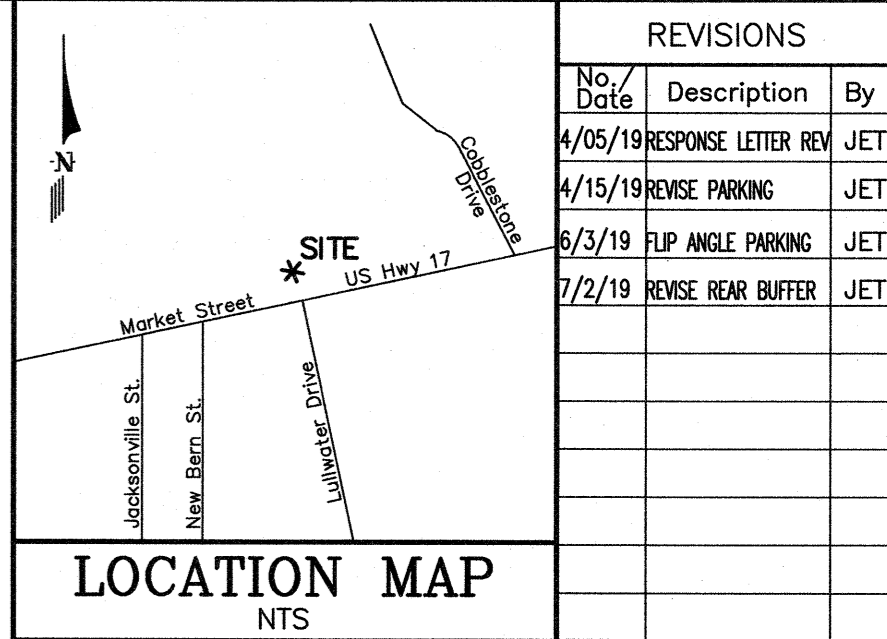 N
Cobblestone
Drive
SITE
US Hwy 17
Market Street
Jacksonville St.
New Bern St.
Lullwater Drive
LOCATION MAP
NTS
REVISIONS
No./
Date
Description
By
4/05/19 RESPONSE LETTER REV JET
4/15/19 REVISE PARKING JET
6/3/19 FLIP ANGLE PARKING JET
7/2/19 REVISE REAR BUFFER JET